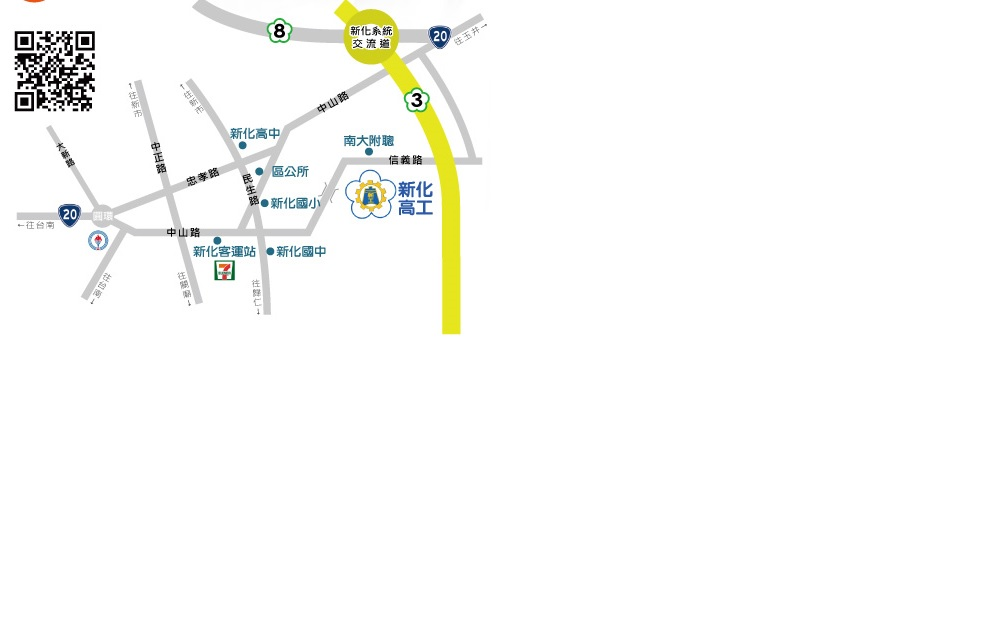 8
新化系統
交流道
20
往玉井→
3
←往新市
←往新市
中山路
大新路
中正路
新化高中
南大附聰
信義路
忠孝路
區公所
民生路
新化國小
新化
高工
20
圓環
←往台南
中山路
新化客運站
新化國中
7
往關廟→
往歸仁→